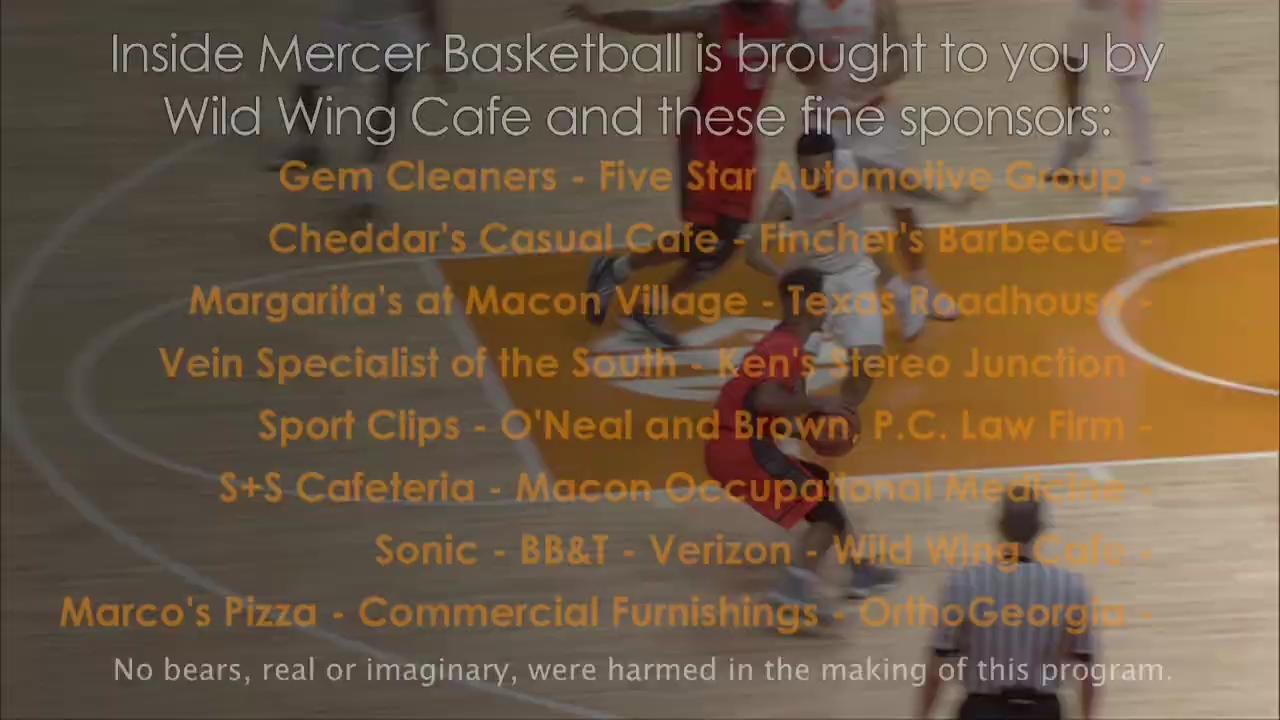 Inside Mercer Basketball is brought to you by
Wild Wing Cafe and these fine sponsors:
Gem Cleaners - Five Star Automotive Group -
Cheddar's Casual Cafe - Fincher's Barbecue -
Margarita's at Macon Village - Texas Roadhouse -
Vein Specialist of the South - Ken's Stereo Junction
Sport Clips - O'Neal and Brown, P.C. Law Firm -
S+S Cafeteria - Macon Occupational Medicine -
Sonic - BB&T - Verizon - Wild Wing Cafe -
Marco's Pizza - Commercial Furnishings - OrthoGeorgia -
No bears, real or imaginary, were harmed in the making of this program.